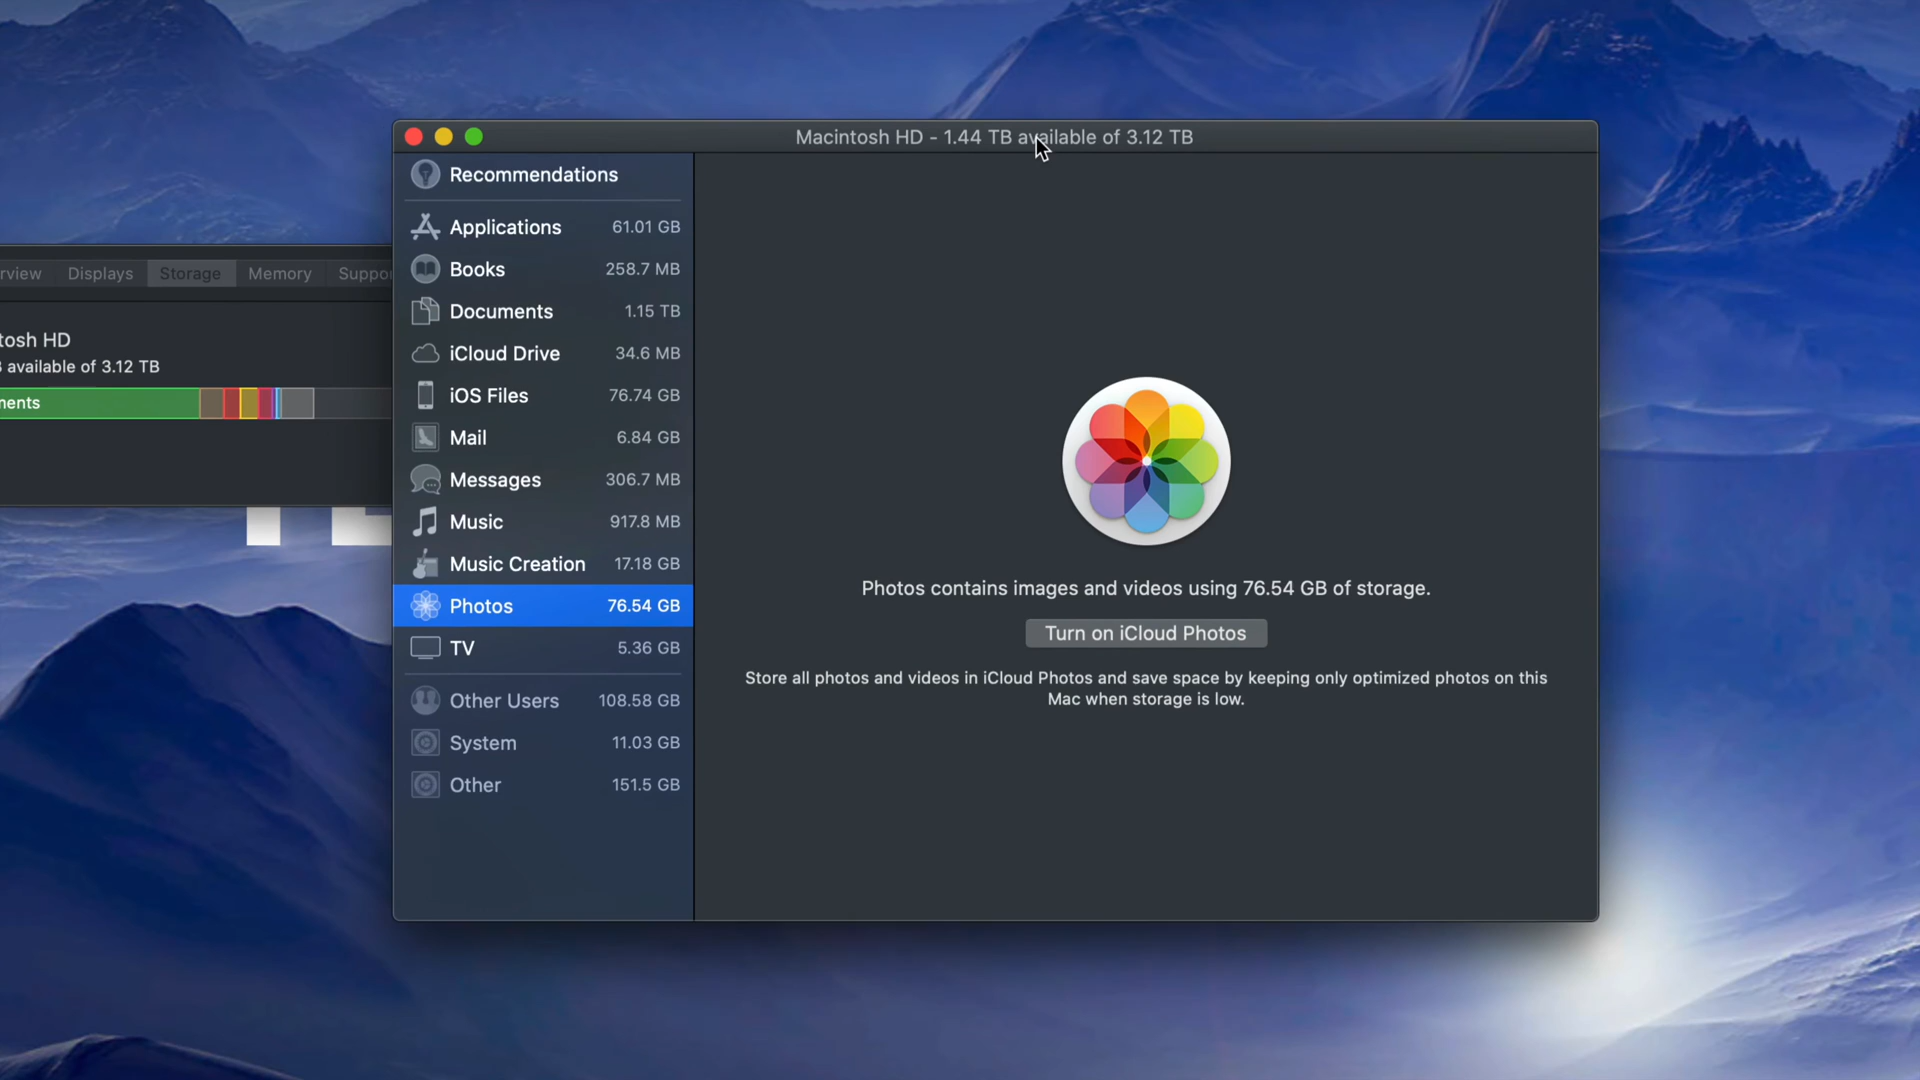 Macintosh HD - 1.44 TB available of 3.12 TB
Recommendations
Applications 61.01 GB
Books 258.7 MB
Documents 1.15 TB
iCloud Drive 34.6 MB
iOS Files 76.74 GB
Mail 6.84 GB
Messages 306.7 MB
Music 917.8 MB
Music Creation 17.18 GB
Photos 76.54 GB
TV 5.36 GB
Other Users 108.58 GB
System 11.03 GB
Other 151.5 GB
Photos contains images and videos using 76.54 GB of storage.
Turn on iCloud Photos
Store all photos and videos in iCloud Photos and save space by keeping only optimized photos on this
Mac when storage is low.
rview Displays Storage Memory Suppor
tosh HD
available of 3.12 TB
ments